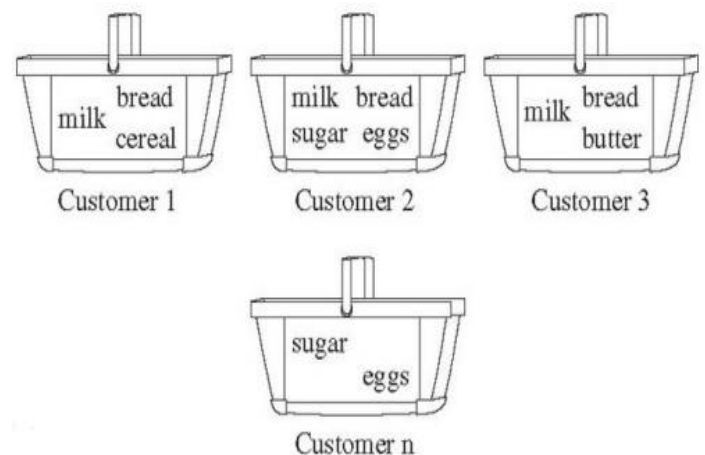 milk bread
cereal
Customer 1
milk bread
sugar eggs
Customer 2
milk bread
butter
Customer 3
sugar
eggs
Customer n